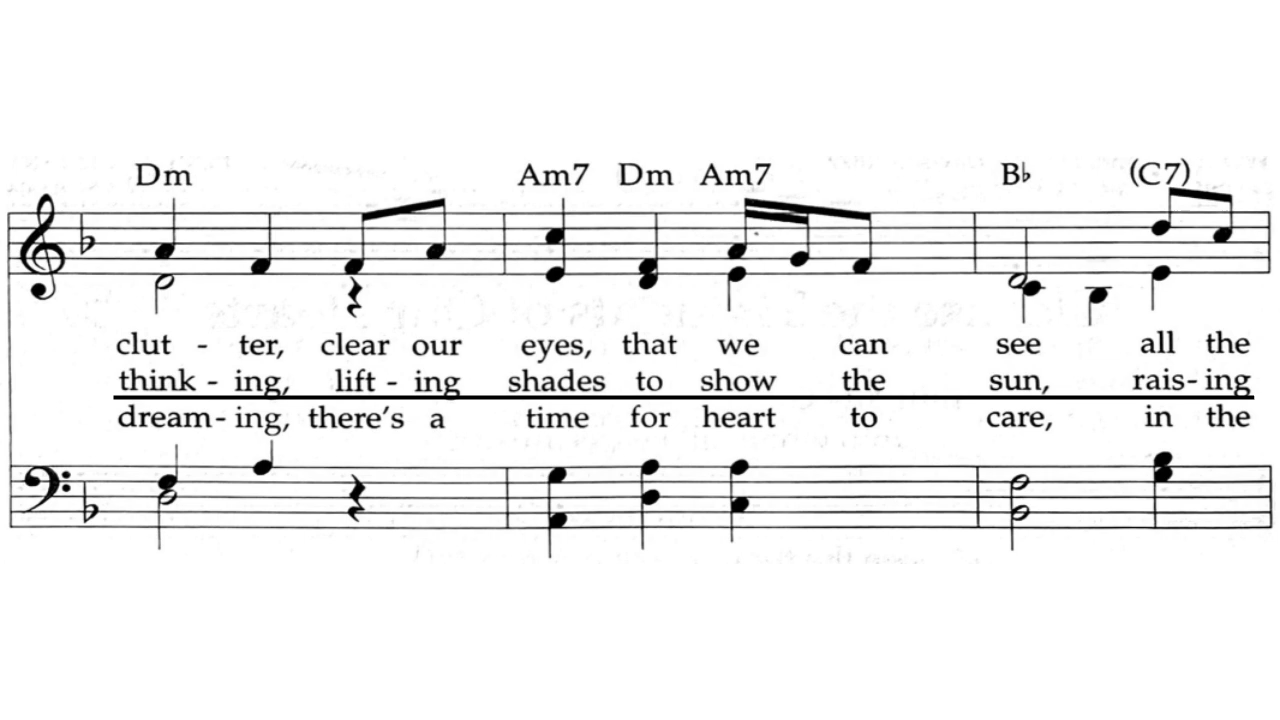 Dm Am7 Dm Am7 B♭ (C7)
clut - ter, clear our eyes, that we can see all the
think - ing, lift - ing shades to show the sun, rais - ing
dream - ing, there's a time for heart to care, in the